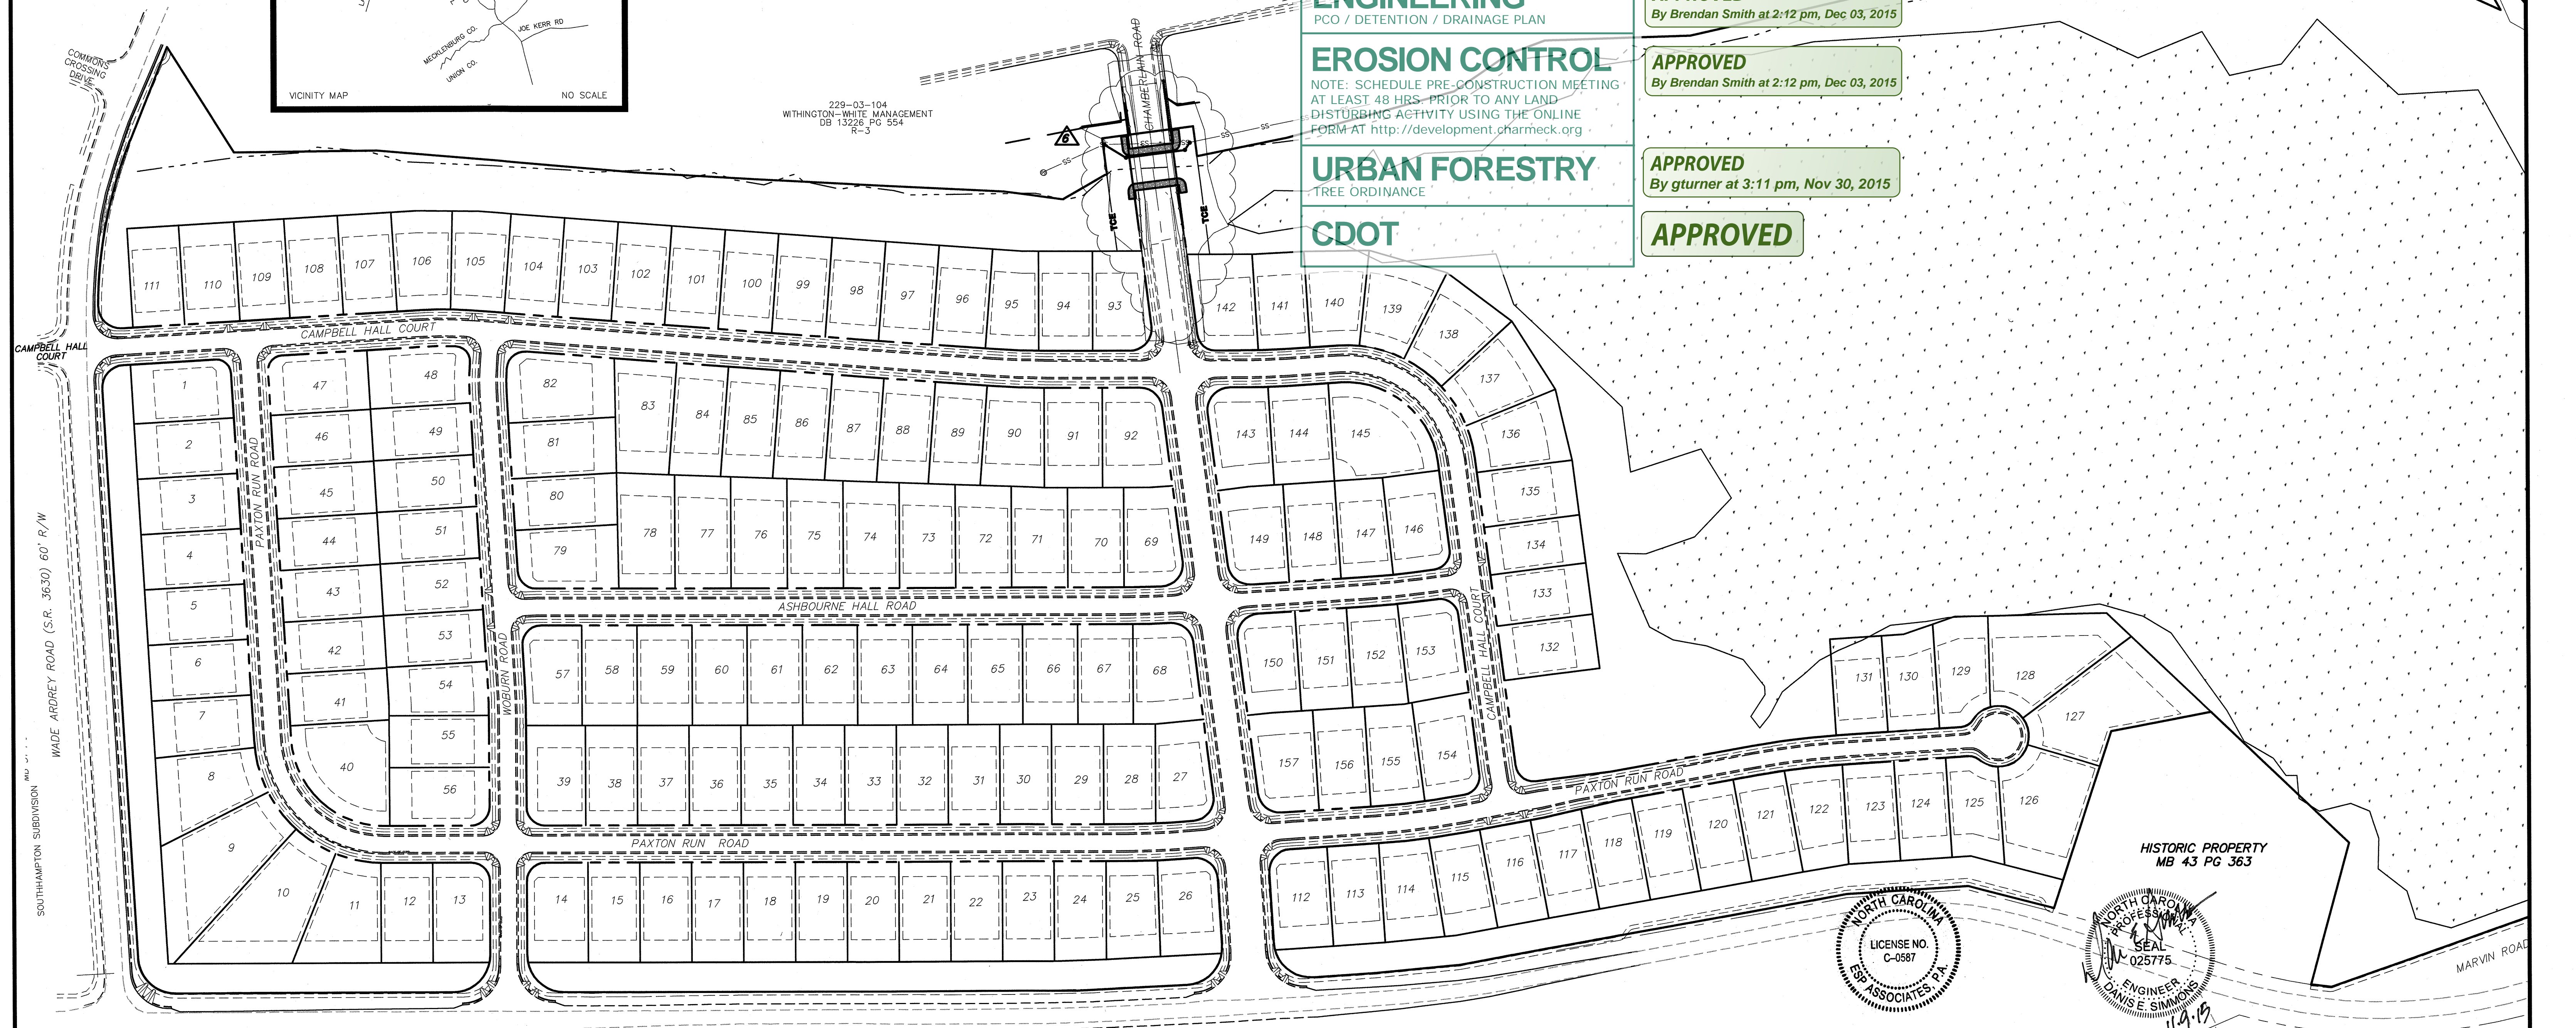 ENGINEERING
PCO / DETENTION / DRAINAGE PLAN
By Brendan Smith at 2:12 pm, Dec 03, 2015
EROSION CONTROL
NOTE: SCHEDULE PRE-CONSTRUCTION MEETING
AT LEAST 48 HRS. PRIOR TO ANY LAND
DISTURBING ACTIVITY USING THE ONLINE
FORM AT http://development.charmeck.org
APPROVED
By Brendan Smith at 2:12 pm, Dec 03, 2015
URBAN FORESTRY
TREE ORDINANCE
APPROVED
By gturner at 3:11 pm, Nov 30, 2015
CDOT
APPROVED
JOE KERR RD
MECKLENBURG CO.
UNION CO.
VICINITY MAP
NO SCALE
COMMONS
CROSSING
DRIVE
229-03-104
WITHINGTON-WHITE MANAGEMENT
DB 13226 PG 554
R-3
CHAMBERLAIN ROAD
6
SS
SS
SS
SS
SS
TCE
TCE
111 110 109 108 107 106 105 104 103 102 101 100 99 98 97 96 95 94 93
142 141 140 139 138 137 136 135 134 133 132
CAMPBELL HALL COURT
CAMPBELL HALL
COURT
1 2 3 4 5 6 7 8 9 10 11 12 13
PAXTON RUN ROAD
47 46 45 44 43 42 41 40
48 49 50 51 52 53 54 55 56
WOBURN ROAD
82 81 80 79
83 84 85 86 87 88 89 90 91 92
78 77 76 75 74 73 72 71 70 69
ASHBOURNE HALL ROAD
57 58 59 60 61 62 63 64 65 66 67 68
39 38 37 36 35 34 33 32 31 30 29 28 27
PAXTON RUN ROAD
14 15 16 17 18 19 20 21 22 23 24 25 26
143 144 145
149 148 147 146
150 151 152 153
157 156 155 154
CAMPBELL HALL COURT
PAXTON RUN ROAD
131 130 129 128 127
112 113 114 115 116 117 118 119 120 121 122 123 124 125 126
WADE ARDREY ROAD (S.R. 3630) 60' R/W
SOUTHHAMPTON SUBDIVISION
HISTORIC PROPERTY
MB 43 PG 363
NORTH CAROLINA
LICENSE NO.
C-0587
ESP ASSOCIATES, P.A.
NORTH CAROLINA
PROFESSIONAL
SEAL
025775
ENGINEER
DANIS E. SIMMONS
11.9.15
MARVIN ROAD